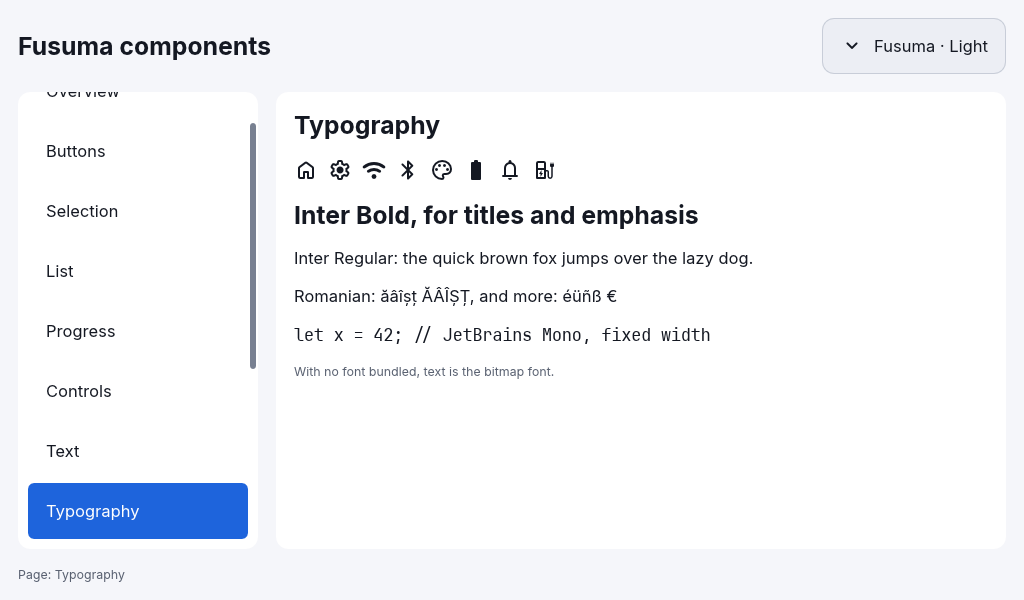 Fusuma components
Fusuma · Light
Overview
Buttons
Selection
List
Progress
Controls
Text
Typography
Typography
Inter Bold, for titles and emphasis
Inter Regular: the quick brown fox jumps over the lazy dog.
Romanian: ăâîșț ĂÂÎȘȚ, and more: éüñß €
let x = 42; // JetBrains Mono, fixed width
With no font bundled, text is the bitmap font.
Page: Typography